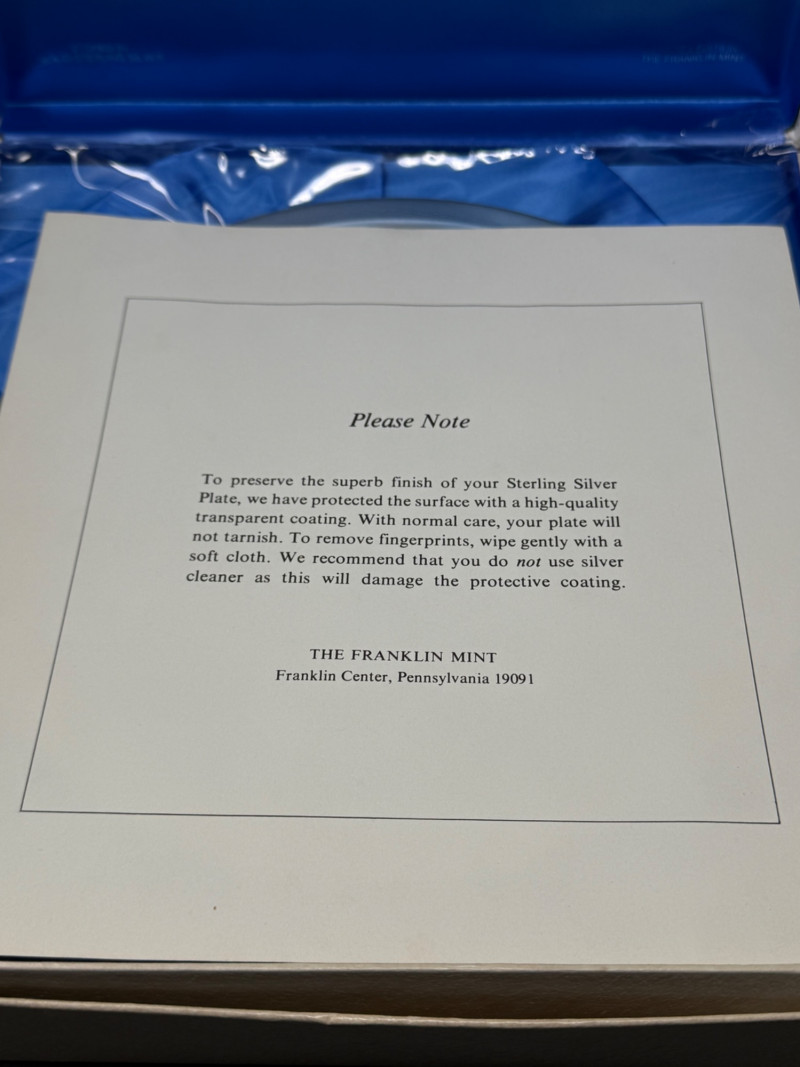 THE FRANKLIN MINT
Please Note
To preserve the superb finish of your Sterling Silver
Plate, we have protected the surface with a high-quality
transparent coating. With normal care, your plate will
not tarnish. To remove fingerprints, wipe gently with a
soft cloth. We recommend that you do not use silver
cleaner as this will damage the protective coating.
THE FRANKLIN MINT
Franklin Center, Pennsylvania 19091